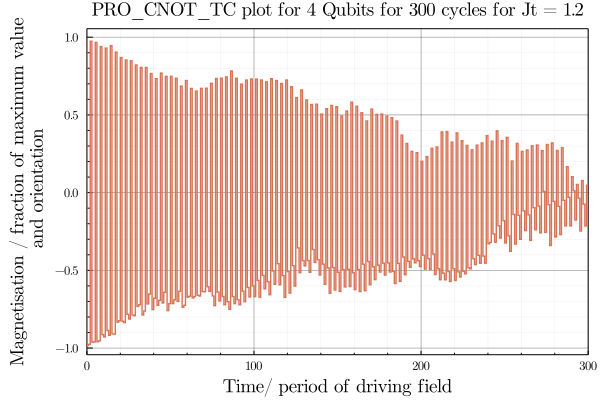 PRO_CNOT_TC plot for 4 Qubits for 300 cycles for Jt = 1.2
Magnetisation / fraction of maximum value
and orientation
1.0
0.5
0.0
−0.5
−1.0
0
100
200
300
Time/ period of driving field